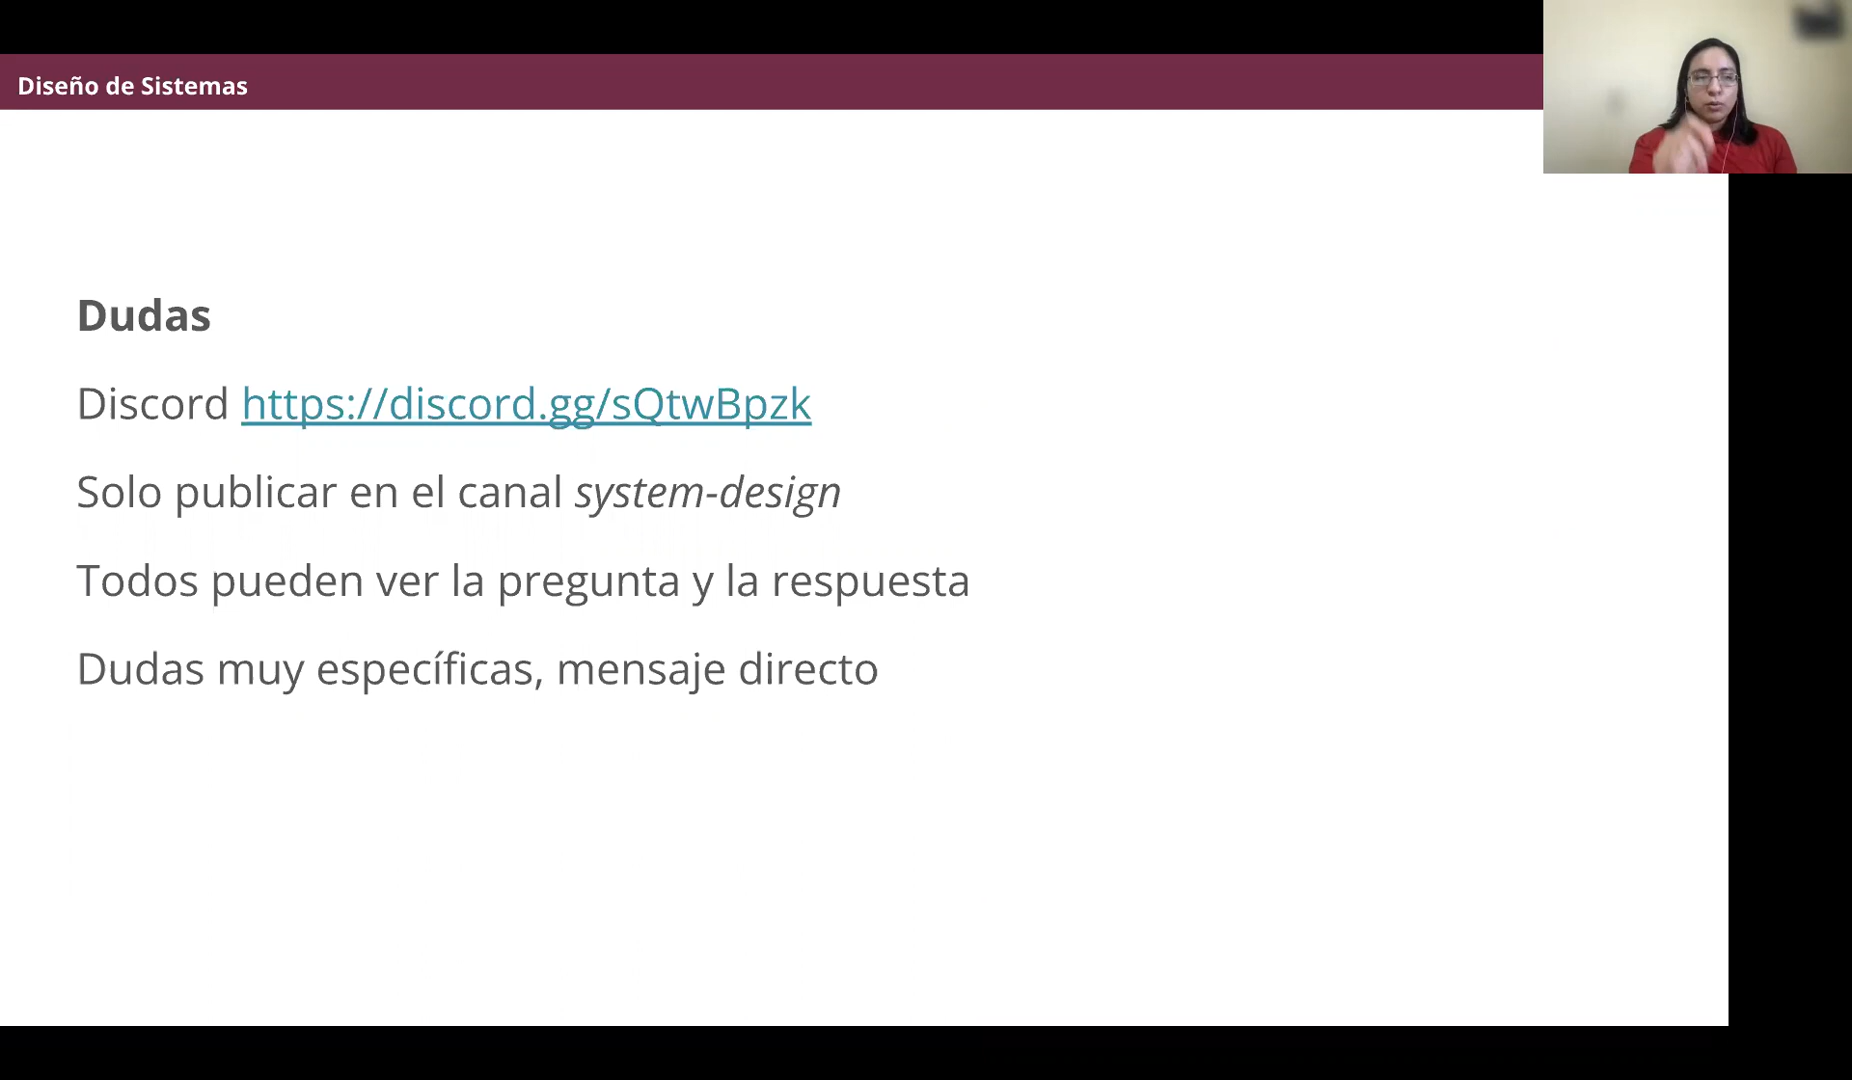 Diseño de Sistemas
Dudas
Discord https://discord.gg/sQtwBpzk
Solo publicar en el canal system-design
Todos pueden ver la pregunta y la respuesta
Dudas muy específicas, mensaje directo